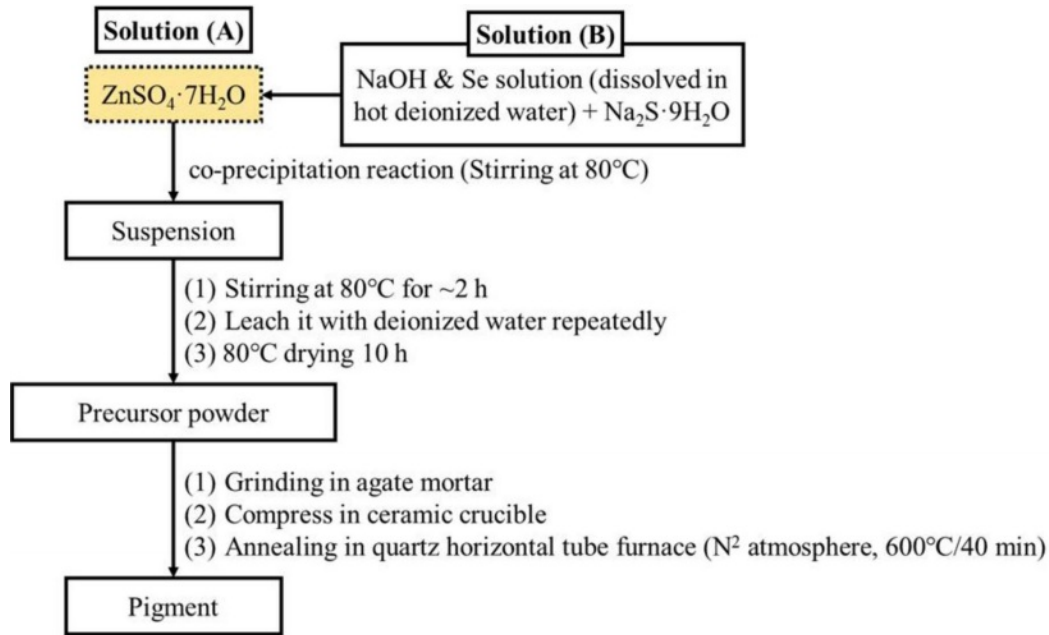 Solution (A)
Solution (B)
ZnSO₄·7H₂O
NaOH & Se solution (dissolved in
hot deionized water) + Na₂S·9H₂O
co-precipitation reaction (Stirring at 80°C)
Suspension
(1) Stirring at 80°C for ~2 h
(2) Leach it with deionized water repeatedly
(3) 80°C drying 10 h
Precursor powder
(1) Grinding in agate mortar
(2) Compress in ceramic crucible
(3) Annealing in quartz horizontal tube furnace (N² atmosphere, 600°C/40 min)
Pigment